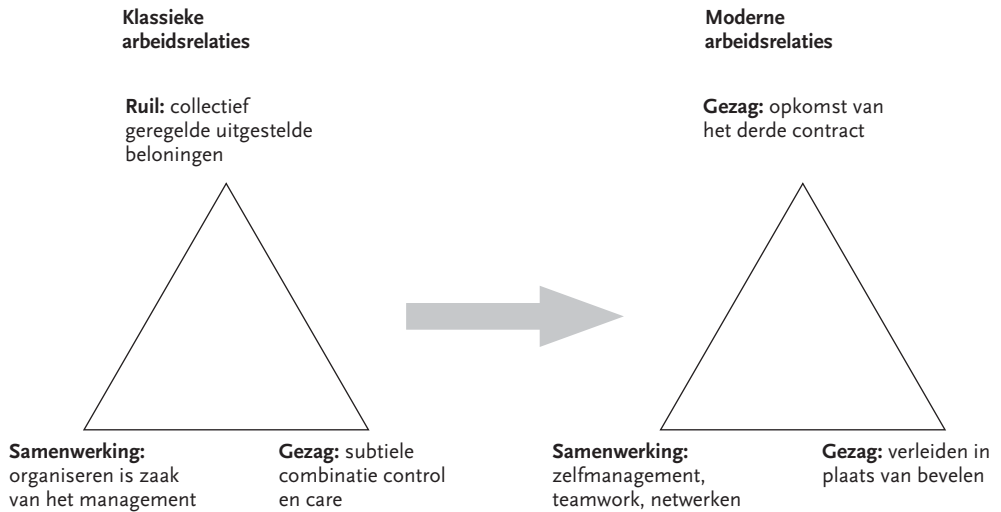 Klassieke
arbeidsrelaties
Ruil: collectief
geregelde uitgestelde
beloningen
Samenwerking:
organiseren is zaak
van het management
Gezag: subtiele
combinatie control
en care
Moderne
arbeidsrelaties
Gezag: opkomst van
het derde contract
Samenwerking:
zelfmanagement,
teamwork, netwerken
Gezag: verleiden in
plaats van bevelen